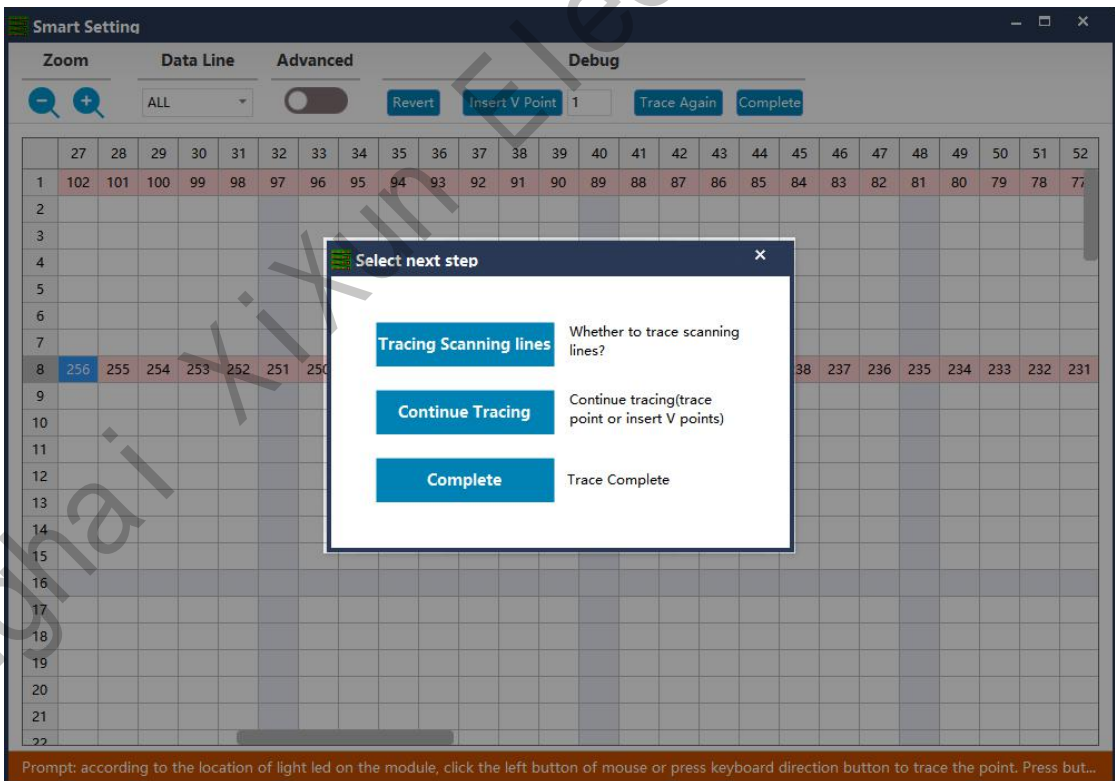 Smart Setting
Zoom Data Line Advanced Debug
ALL Revert Insert V Point 1 Trace Again Complete
27 28 29 30 31 32 33 34 35 36 37 38 39 40 41 42 43 44 45 46 47 48 49 50 51 52
1 102 101 100 99 98 97 96 95 94 93 92 91 90 89 88 87 86 85 84 83 82 81 80 79 78 77
2
3
4
5
6
7
8 256 255 254 253 252 251 250 38 237 236 235 234 233 232 231
9
10
11
12
13
14
15
16
17
18
19
20
21
22
Select next step
Tracing Scanning lines
Whether to trace scanning
lines?
Continue Tracing
Continue tracing(trace
point or insert V points)
Complete
Trace Complete
Prompt: according to the location of light led on the module, click the left button of mouse or press keyboard direction button to trace the point. Press but...
ghai XiXun Elec